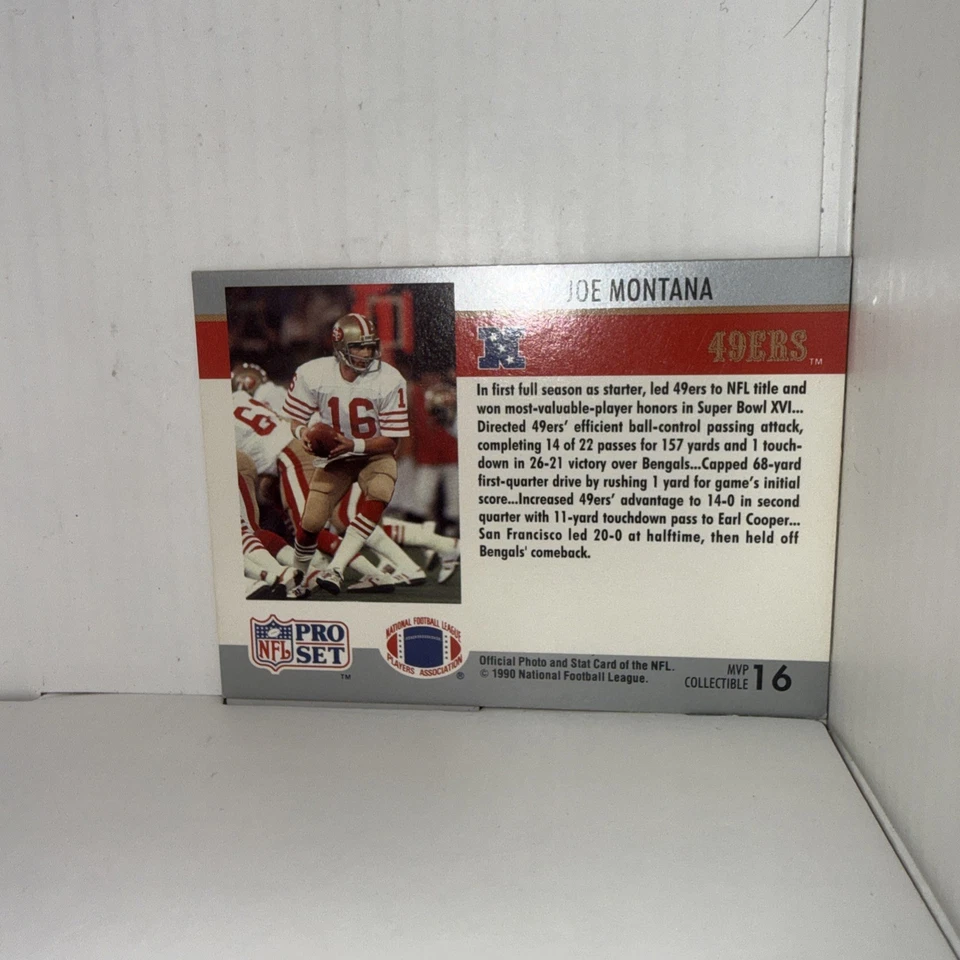 JOE MONTANA
49ERS™
N
In first full season as starter, led 49ers to NFL title and
won most-valuable-player honors in Super Bowl XVI...
Directed 49ers' efficient ball-control passing attack,
completing 14 of 22 passes for 157 yards and 1 touch-
down in 26-21 victory over Bengals...Capped 68-yard
first-quarter drive by rushing 1 yard for game's initial
score...Increased 49ers' advantage to 14-0 in second
quarter with 11-yard touchdown pass to Earl Cooper...
San Francisco led 20-0 at halftime, then held off
Bengals' comeback.
16
16
NFL PRO SET™
NATIONAL FOOTBALL LEAGUE
PLAYERS ASSOCIATION®
Official Photo and Stat Card of the NFL.
© 1990 National Football League.
MVP
COLLECTIBLE 16